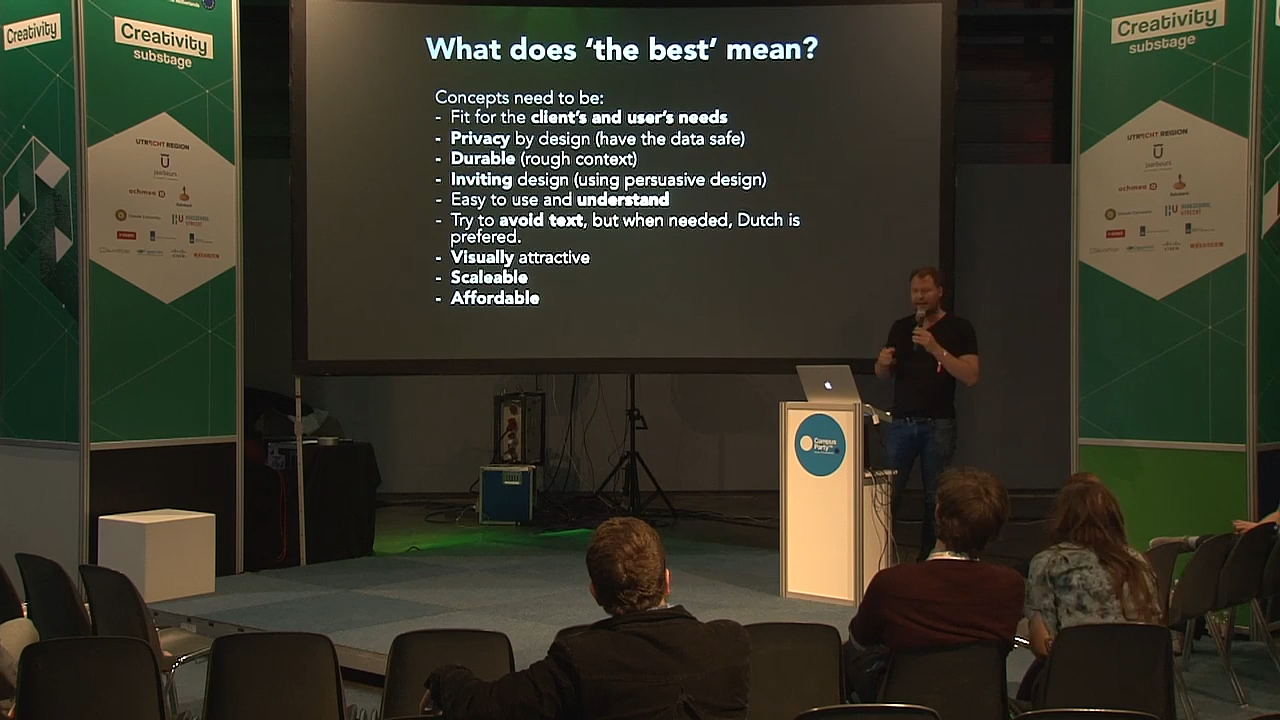 Creativity
Creativity
substage
UTRECHT REGION
jaarbeurs
achmea
What does ‘the best’ mean?
Concepts need to be:
- Fit for the client’s and user’s needs
- Privacy by design (have the data safe)
- Durable (rough context)
- Inviting design (using persuasive design)
- Easy to use and understand
- Try to avoid text, but when needed, Dutch is
prefered.
- Visually attractive
- Scaleable
- Affordable
Campus
Party
Creativity
substage
UTRECHT REGION
jaarbeurs
achmea